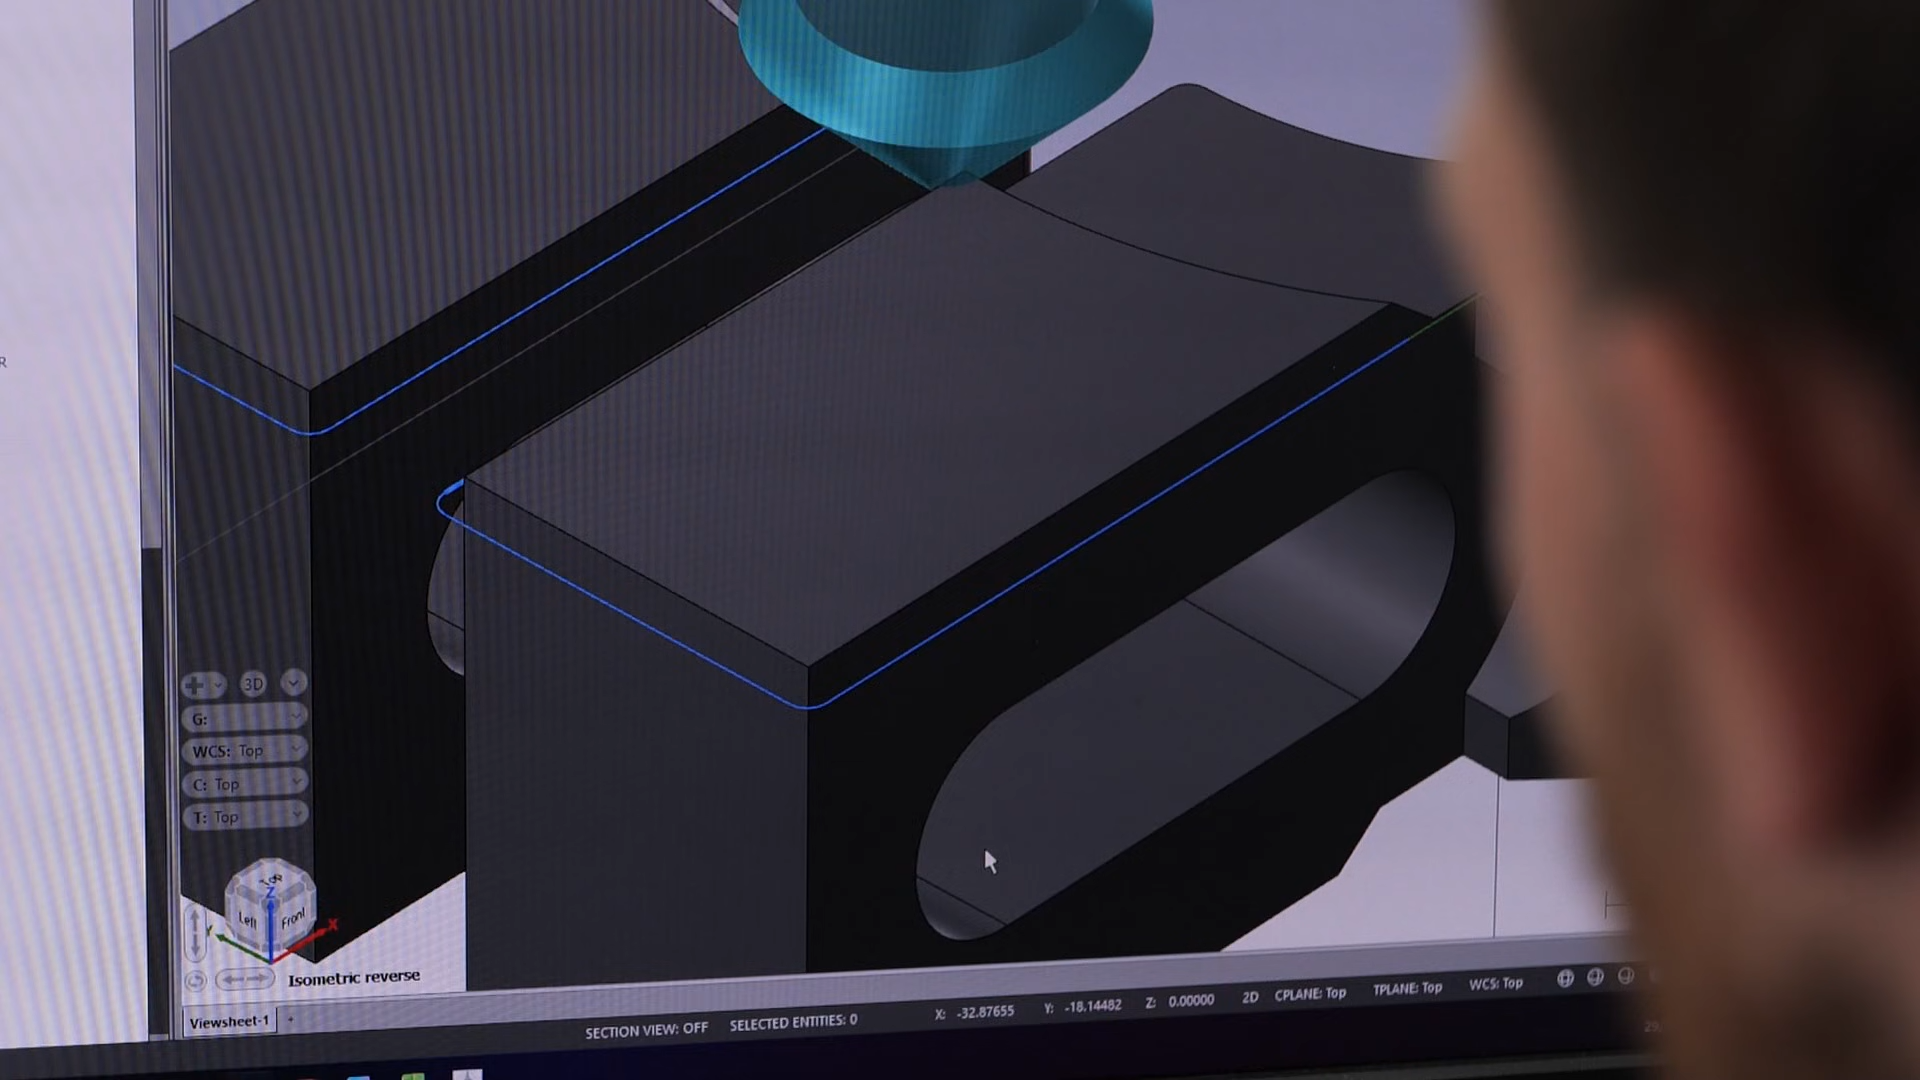 R
3D
G:
WCS: Top
C: Top
T: Top
Top
Left Front
Z
Y X
Isometric reverse
Viewsheet-1 +
SECTION VIEW: OFF SELECTED ENTITIES: 0 X: -32.87655 Y: -18.14482 Z: 0.00000 2D CPLANE: Top TPLANE: Top WCS: Top